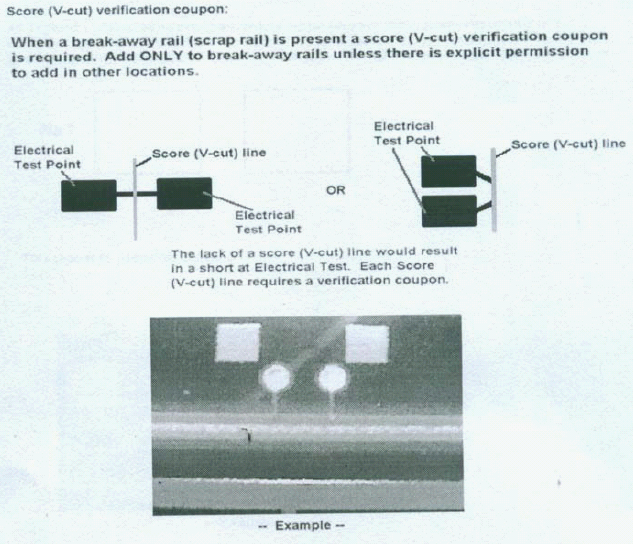 Score (V-cut) verification coupon:
When a break-away rail (scrap rail) is present a score (V-cut) verification coupon
is required. Add ONLY to break-away rails unless there is explicit permission
to add in other locations.
Electrical
Test Point
Score (V-cut) line
Electrical
Test Point
OR
Electrical
Test Point
Score (V-cut) line
The lack of a score (V-cut) line would result
in a short at Electrical Test. Each Score
(V-cut) line requires a verification coupon.
-- Example --